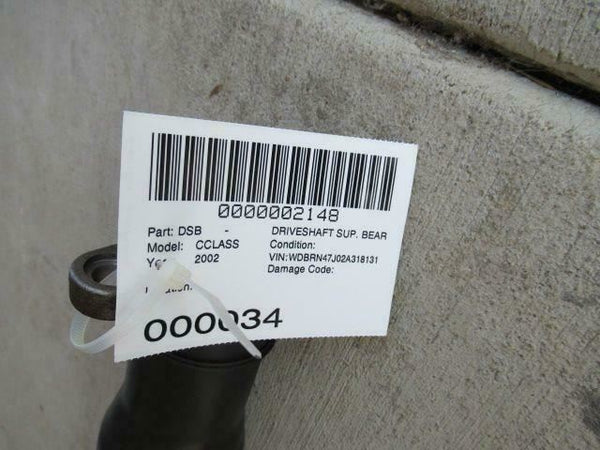 0000002148
Part: DSB - DRIVESHAFT SUP. BEAR
Model: CCLASS Condition:
2002 VIN:WDBRN47J02A318131
Damage Code:
000034